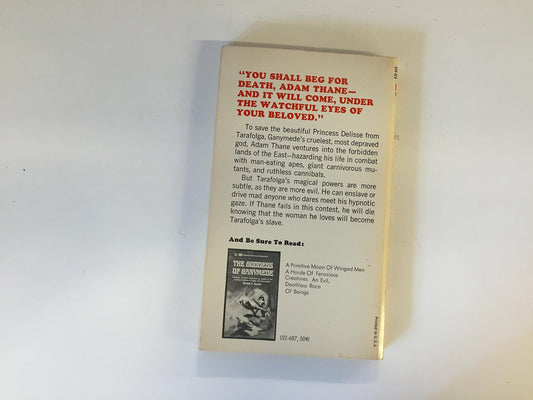 "YOU SHALL BEG FOR
DEATH, ADAM THANE—
AND IT WILL COME, UNDER
THE WATCHFUL EYES OF
YOUR BELOVED."
To save the beautiful Princess Delisse from
Tarafolga, Ganymede's cruelest, most depraved
god, Adam Thane ventures into the forbidden
lands of the East—hazarding his life in combat
with man-eating apes, giant carnivorous mu-
tants, and ruthless cannibals.
But Tarafolga's magical powers are more
subtle, as they are more evil. He can enslave or
drive mad anyone who dares meet his hypnotic
gaze. If Thane fails in this contest, he will die
knowing that the woman he loves will become
Tarafolga's slave.
And Be Sure To Read:
THE GODDESS
OF GANYMEDE
A Primitive Moon Of Winged Men
A Horde Of Ferocious
Creatures An Evil,
Deathless Race
Of Beings
(52-687, 50¢)
Printed in U.S.A.